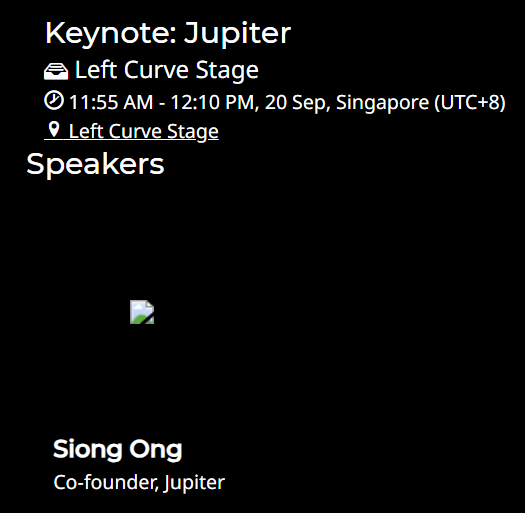 Keynote: Jupiter
Left Curve Stage
11:55 AM - 12:10 PM, 20 Sep, Singapore (UTC+8)
Left Curve Stage
Speakers
Siong Ong
Co-founder, Jupiter